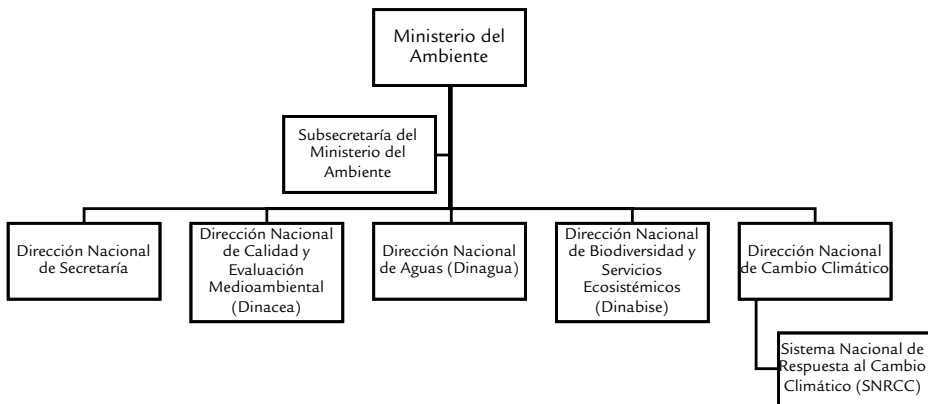 Ministerio del
Ambiente
Subsecretaría del
Ministerio del
Ambiente
Dirección Nacional
de Secretaría
Dirección Nacional
de Calidad y
Evaluación
Medioambiental
(Dinacea)
Dirección Nacional
de Aguas (Dinagua)
Dirección Nacional
de Biodiversidad y
Servicios
Ecosistémicos
(Dinabise)
Dirección Nacional
de Cambio Climático
Sistema Nacional de
Respuesta al Cambio
Climático (SNRCC)